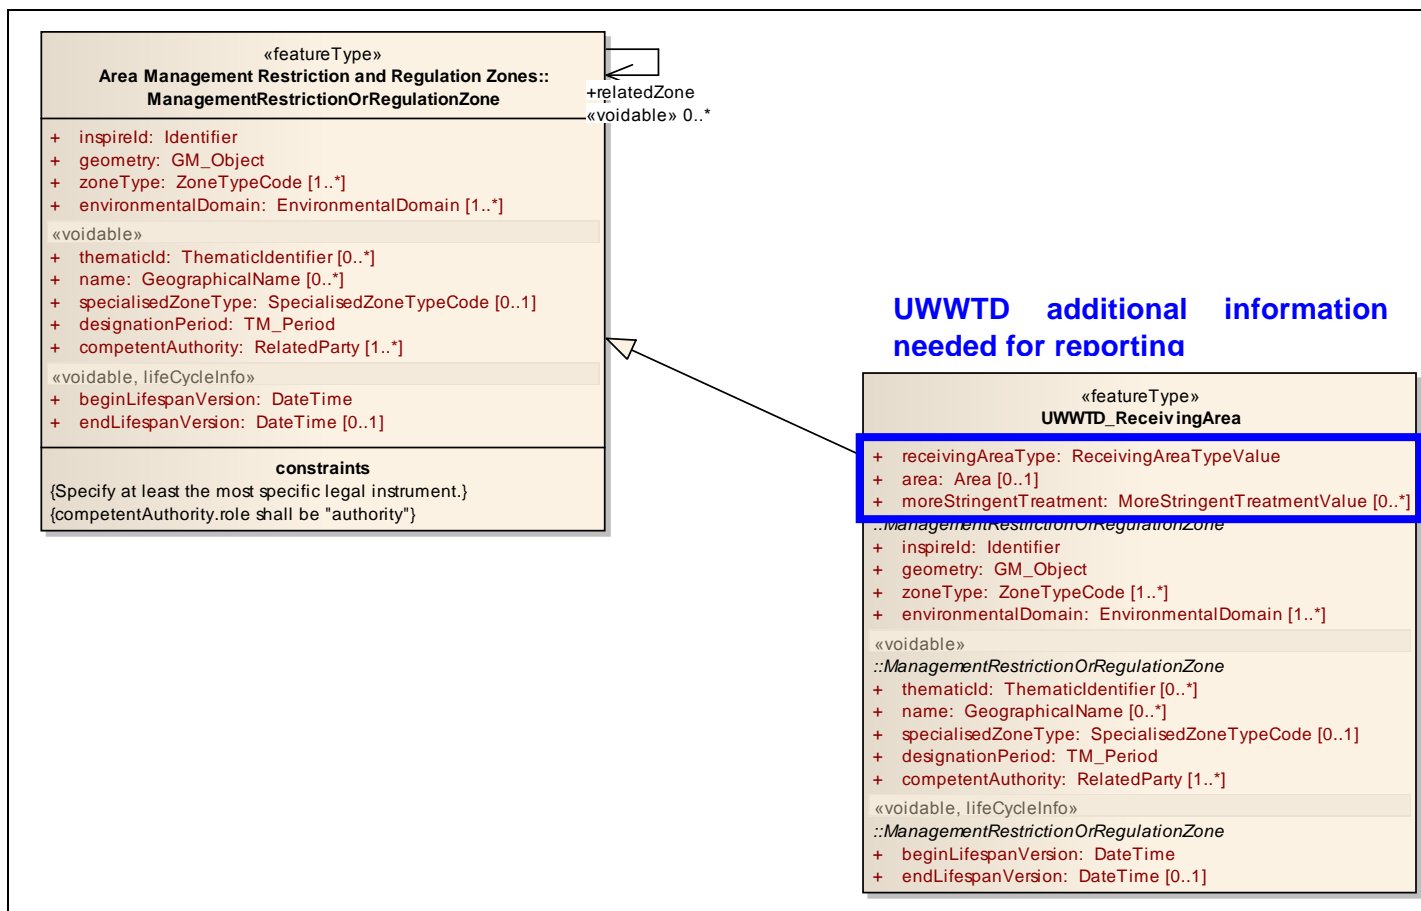 «featureType»
Area Management Restriction and Regulation Zones::
ManagementRestrictionOrRegulationZone
+ inspireId: Identifier
+ geometry: GM_Object
+ zoneType: ZoneTypeCode [1..*]
+ environmentalDomain: EnvironmentalDomain [1..*]
«voidable»
+ thematicId: ThematicIdentifier [0..*]
+ name: GeographicalName [0..*]
+ specialisedZoneType: SpecialisedZoneTypeCode [0..1]
+ designationPeriod: TM_Period
+ competentAuthority: RelatedParty [1..*]
«voidable, lifeCycleInfo»
+ beginLifespanVersion: DateTime
+ endLifespanVersion: DateTime [0..1]
constraints
{Specify at least the most specific legal instrument.}
{competentAuthority.role shall be "authority"}
+relatedZone
«voidable» 0..*
UWWTD additional information
needed for reporting
«featureType»
UWWTD_ReceivingArea
+ receivingAreaType: ReceivingAreaTypeValue
+ area: Area [0..1]
+ moreStringentTreatment: MoreStringentTreatmentValue [0..*]
::ManagementRestrictionOrRegulationZone
+ inspireId: Identifier
+ geometry: GM_Object
+ zoneType: ZoneTypeCode [1..*]
+ environmentalDomain: EnvironmentalDomain [1..*]
«voidable»
::ManagementRestrictionOrRegulationZone
+ thematicId: ThematicIdentifier [0..*]
+ name: GeographicalName [0..*]
+ specialisedZoneType: SpecialisedZoneTypeCode [0..1]
+ designationPeriod: TM_Period
+ competentAuthority: RelatedParty [1..*]
«voidable, lifeCycleInfo»
::ManagementRestrictionOrRegulationZone
+ beginLifespanVersion: DateTime
+ endLifespanVersion: DateTime [0..1]